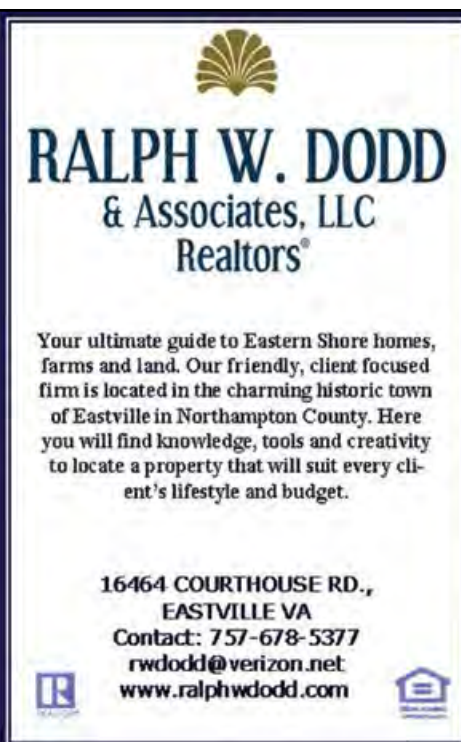 RALPH W. DODD
& Associates, LLC
Realtors®
Your ultimate guide to Eastern Shore homes,
farms and land. Our friendly, client focused
firm is located in the charming historic town
of Eastville in Northampton County. Here
you will find knowledge, tools and creativity
to locate a property that will suit every cli-
ent's lifestyle and budget.
16464 COURTHOUSE RD.,
EASTVILLE VA
Contact: 757-678-5377
rwdodd@verizon.net
www.ralphwdodd.com
R